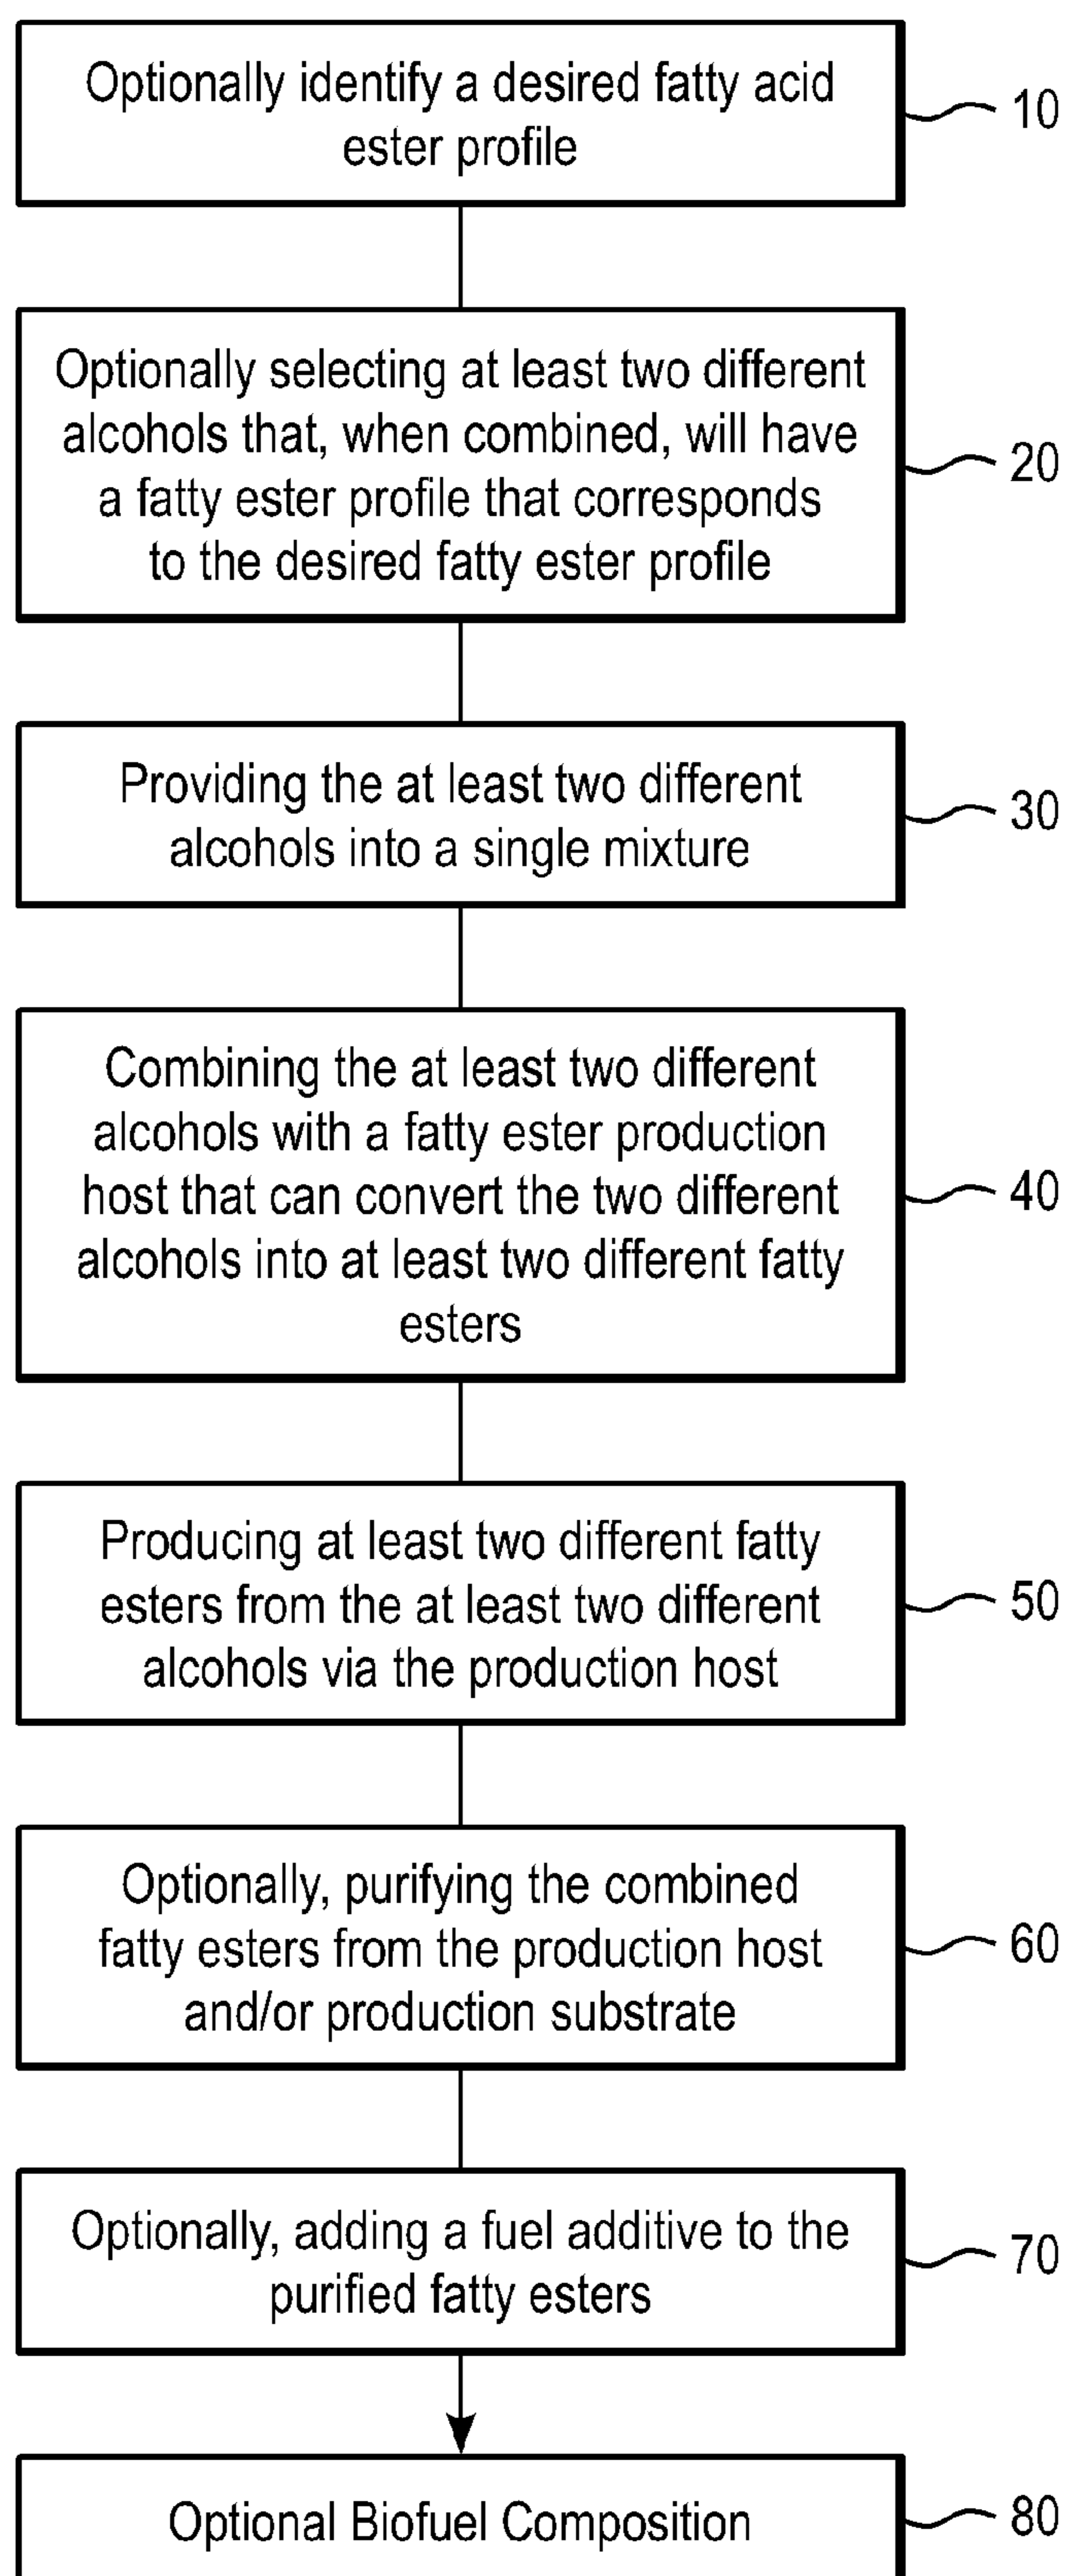 Optionally identify a desired fatty acid
ester profile
10
Optionally selecting at least two different
alcohols that, when combined, will have
a fatty ester profile that corresponds
to the desired fatty ester profile
20
Providing the at least two different
alcohols into a single mixture
30
Combining the at least two different
alcohols with a fatty ester production
host that can convert the two different
alcohols into at least two different fatty
esters
40
Producing at least two different fatty
esters from the at least two different
alcohols via the production host
50
Optionally, purifying the combined
fatty esters from the production host
and/or production substrate
60
Optionally, adding a fuel additive to the
purified fatty esters
70
Optional Biofuel Composition
80